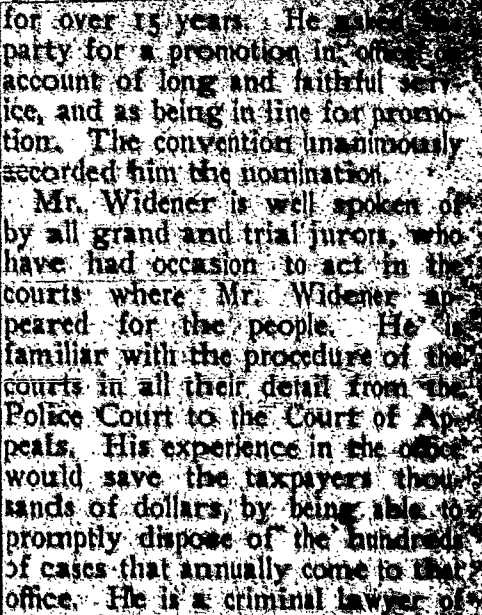 for over 15 years. He asked his
party for a promotion in office on
account of long and faithful serv-
ice, and as being in line for promo-
tion. The convention unanimously
accorded him the nomination.
Mr. Widener is well spoken of
by all grand and trial jurors, who
have had occasion to act in the
courts where Mr. Widener ap-
peared for the people. He is
familiar with the procedure of the
courts in all their detail from the
Police Court to the Court of Ap-
peals. His experience in the office
would save the taxpayers thou-
sands of dollars, by being able to
promptly dispose of the hundreds
of cases that annually come to that
office. He is a criminal lawyer of